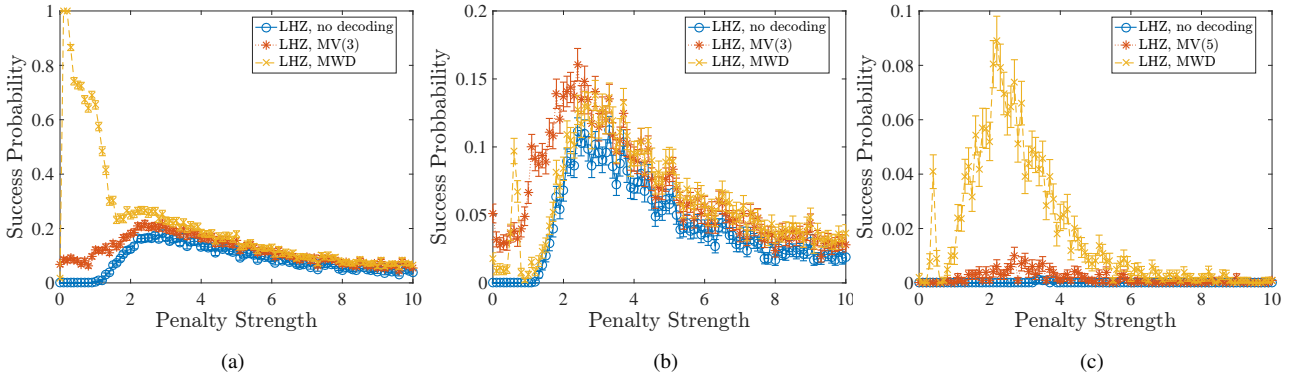 Success Probability
1
0.8
0.6
0.4
0.2
0
0
2
4
6
8
10
Penalty Strength
LHZ, no decoding
LHZ, MV(3)
LHZ, MWD
(a)
Success Probbability
0.15
0.1
0.05
0
0
2
4
6
8
10
Penalty Strength
LHZ, no decoding
LHZ, MV(3)
LHZ, MWD
(b)
Success Probability
0.1
0.08
0.06
0.04
0.02
0
0
2
4
6
8
10
Penalty Strength
LHZ, no decoding
LHZ, MV(5)
LHZ, MWD
(c)